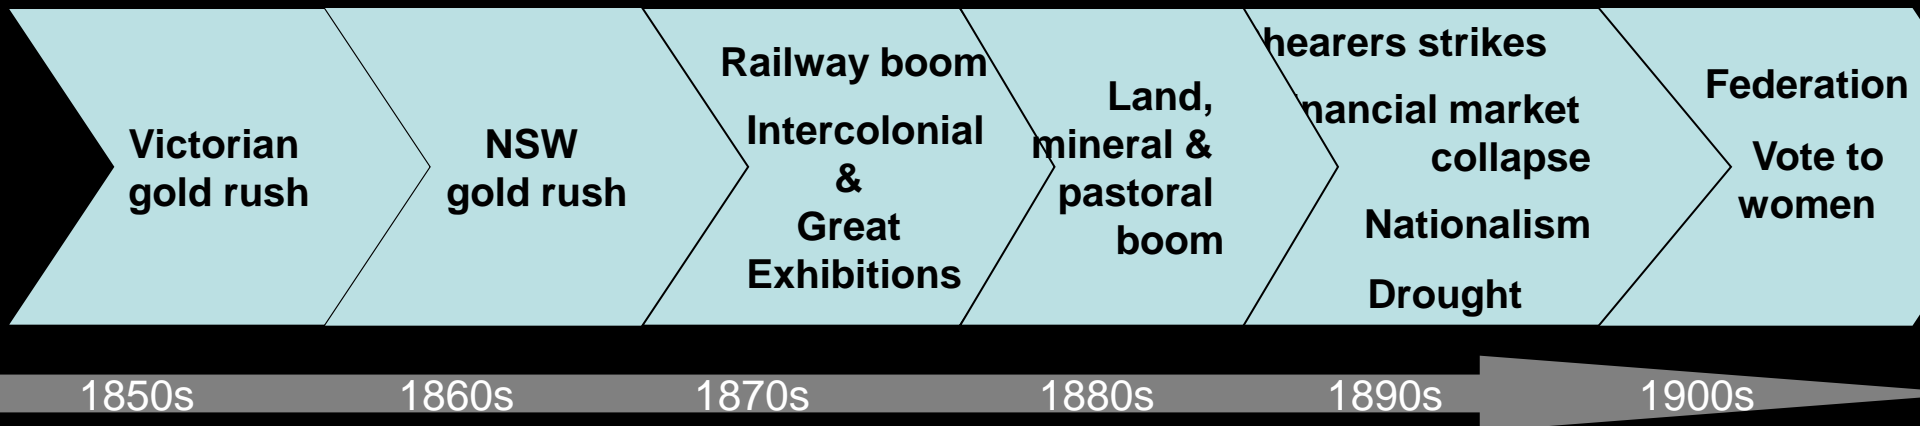 Victorian
gold rush
NSW
gold rush
Railway boom
Intercolonial
&
Great
Exhibitions
Land,
mineral &
pastoral
boom
hearers strikes
nancial market
collapse
Nationalism
Drought
Federation
Vote to
women
1850s
1860s
1870s
1880s
1890s
1900s